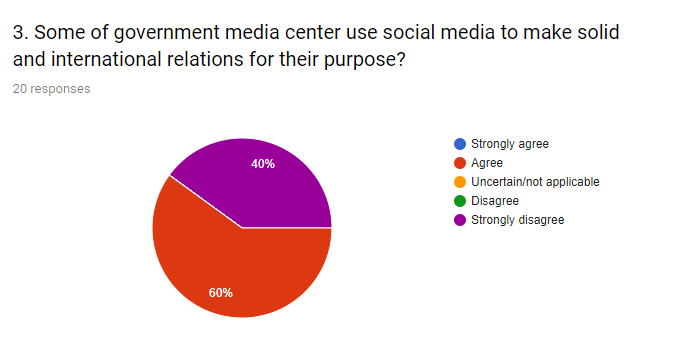 3. Some of government media center use social media to make solid
and international relations for their purpose?
20 responses
40%
60%
Strongly agree
Agree
Uncertain/not applicable
Disagree
Strongly disagree